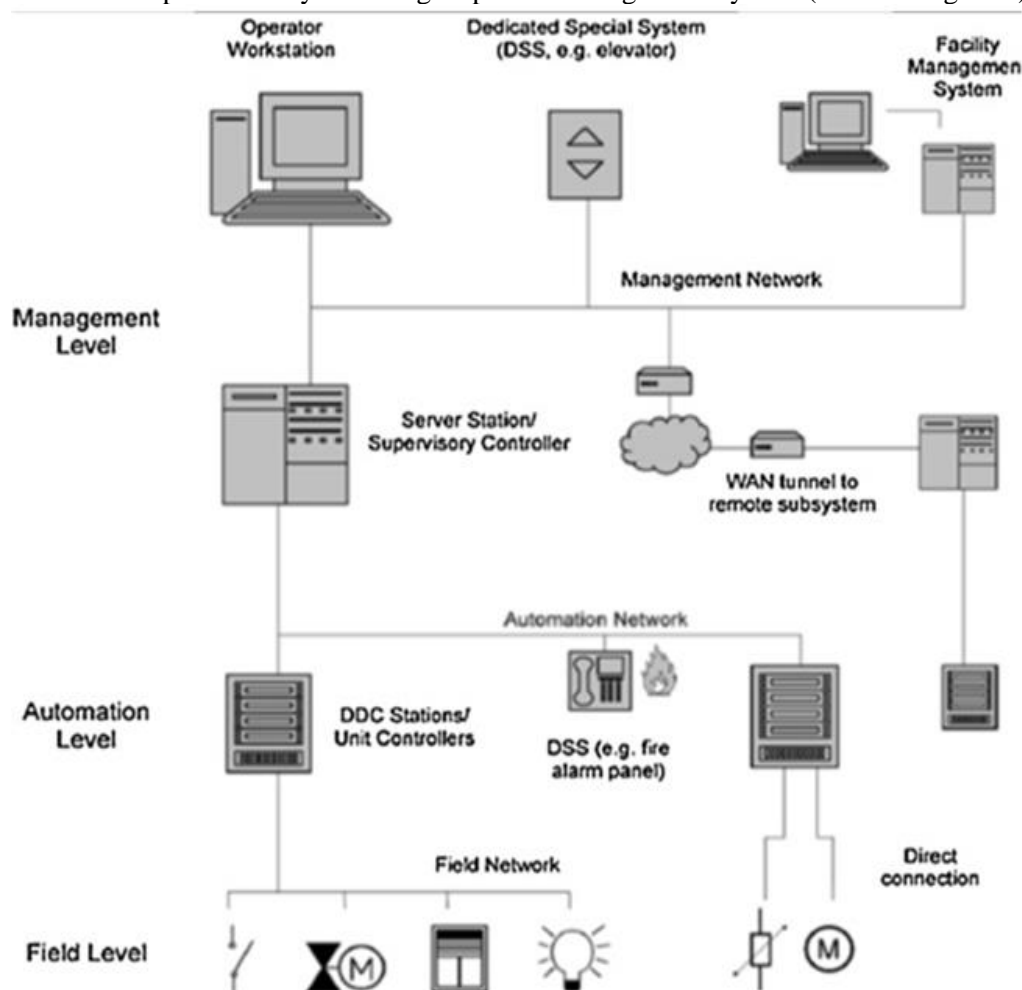 Operator
Workstation
Dedicated Special System
(DSS, e.g. elevator)
Facility
Managemen
System
Management Network
Management
Level
Server Station/
Supervisory Controller
WAN tunnel to
remote subsystem
Automation Network
Automation
Level
DDC Stations/
Unit Controllers
DSS (e.g. fire
alarm panel)
Field Network
Direct
connection
Field Level
M
M